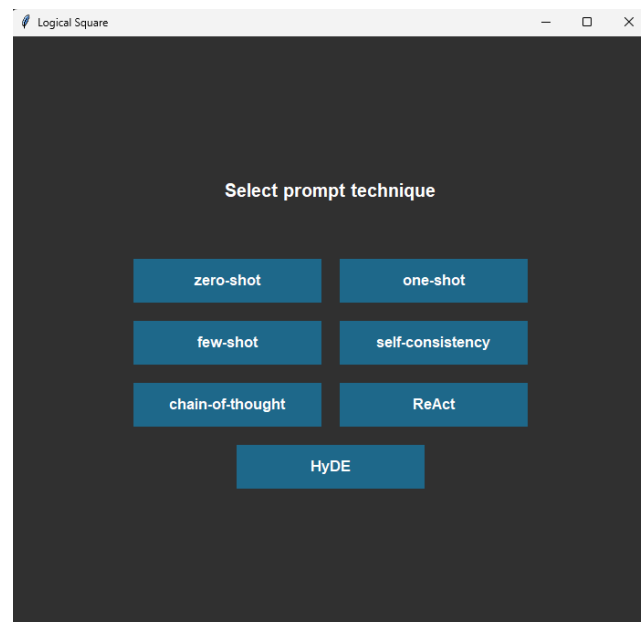 Logical Square
Select prompt technique
zero-shot one-shot
few-shot self-consistency
chain-of-thought ReAct
HyDE